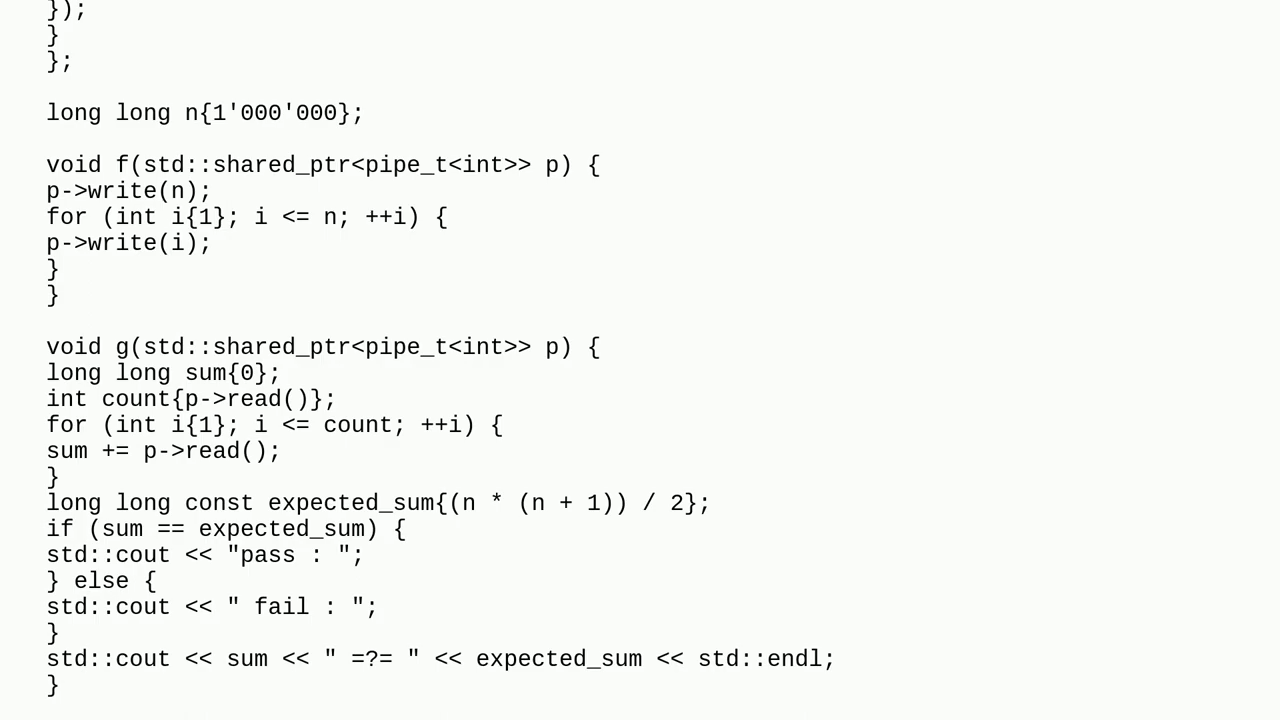 });
}
};
long long n{1'000'000};
void f(std::shared_ptr<pipe_t<int>> p) {
p->write(n);
for (int i{1}; i <= n; ++i) {
p->write(i);
}
}
void g(std::shared_ptr<pipe_t<int>> p) {
long long sum{0};
int count{p->read()};
for (int i{1}; i <= count; ++i) {
sum += p->read();
}
long long const expected_sum{(n * (n + 1)) / 2};
if (sum == expected_sum) {
std::cout << "pass : ";
} else {
std::cout << " fail : ";
}
std::cout << sum << " =?= " << expected_sum << std::endl;
}